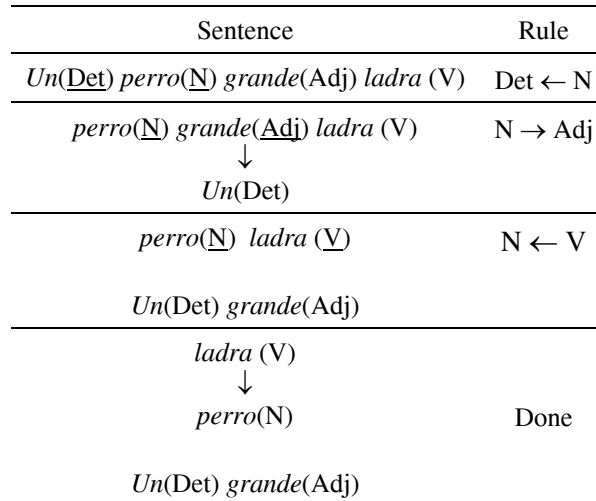 Sentence Rule
Un(Det) perro(N) grande(Adj) ladra (V) Det ← N
perro(N) grande(Adj) ladra (V) N → Adj
↓
Un(Det)
perro(N) ladra (V) N ← V
Un(Det) grande(Adj)
ladra (V)
↓
perro(N) Done
Un(Det) grande(Adj)